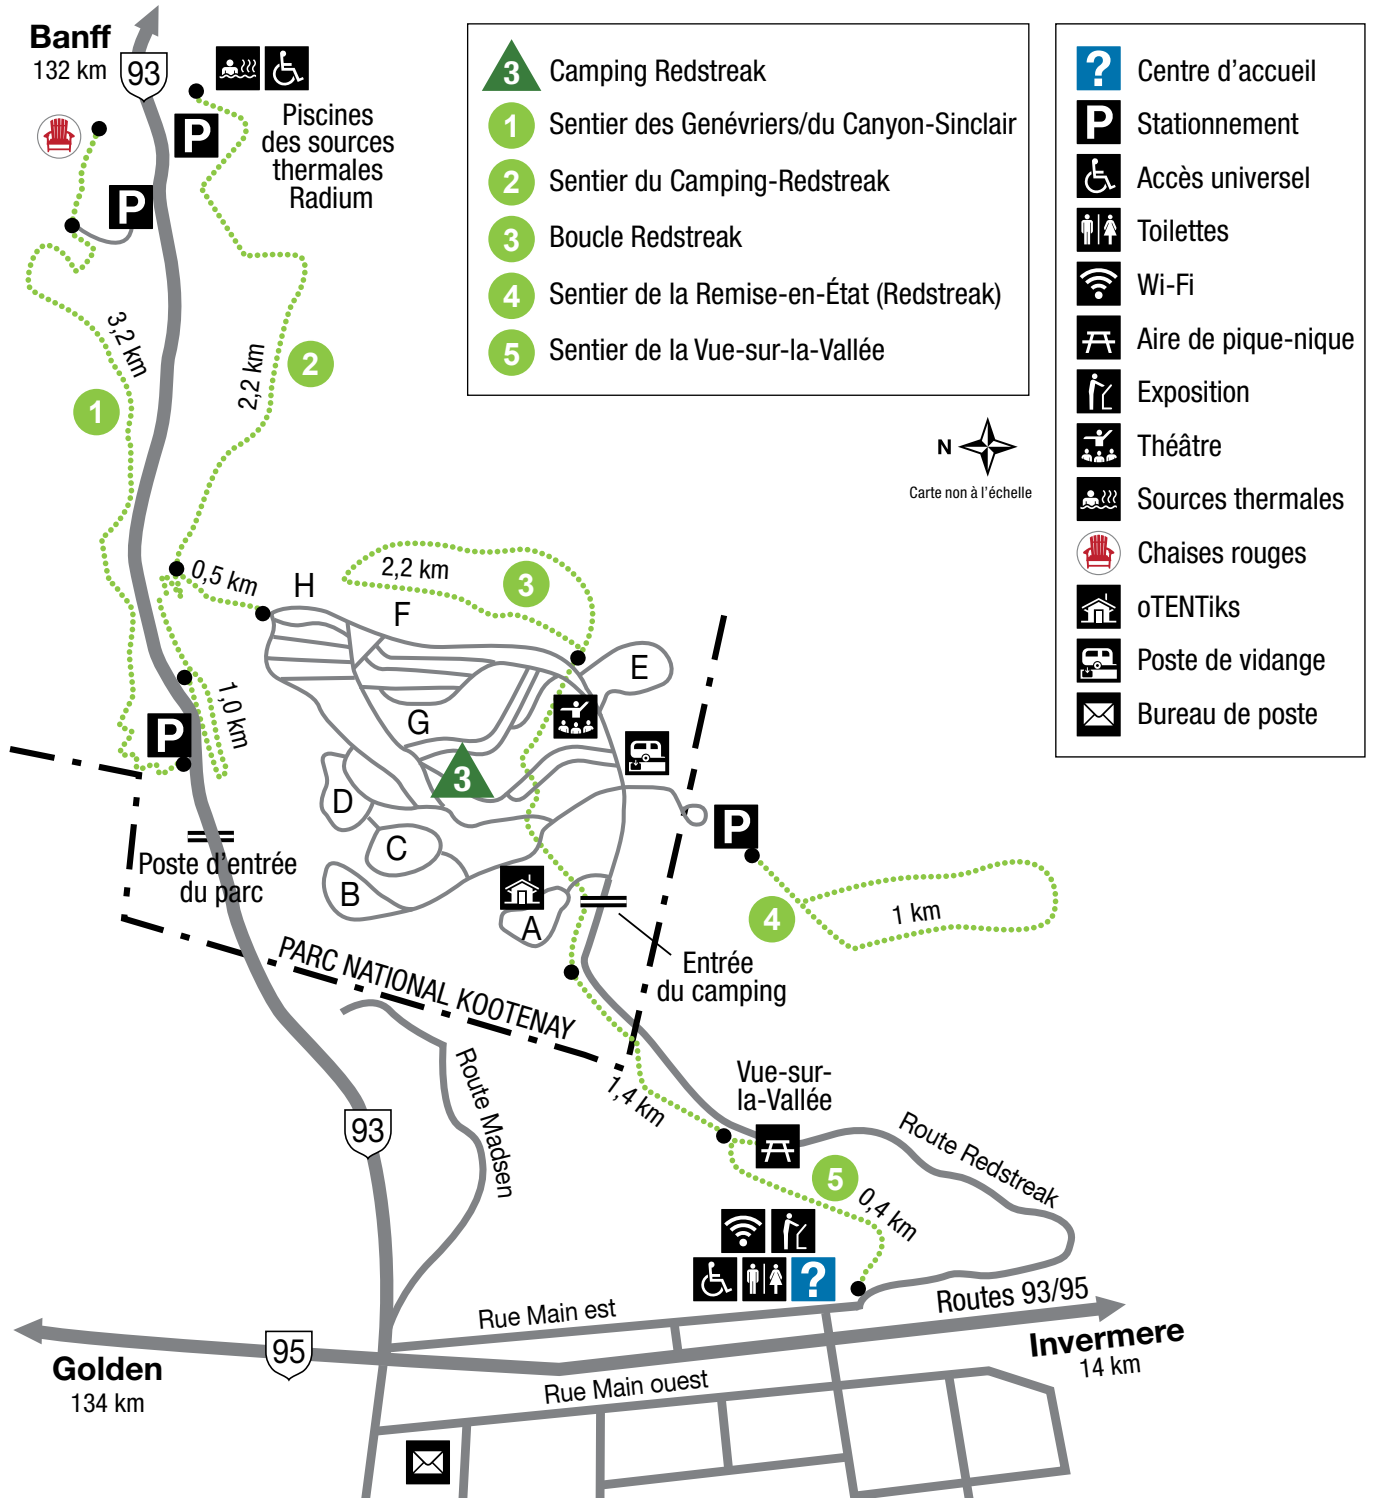 Banff
132 km
93
Piscines
des sources
thermales
Radium
P
P
3 Camping Redstreak
1 Sentier des Genévriers/du Canyon-Sinclair
2 Sentier du Camping-Redstreak
3 Boucle Redstreak
4 Sentier de la Remise-en-État (Redstreak)
5 Sentier de la Vue-sur-la-Vallée
? Centre d'accueil
P Stationnement
Accès universel
Toilettes
Wi-Fi
Aire de pique-nique
Exposition
Théâtre
Sources thermales
Chaises rouges
oTENTiks
Poste de vidange
Bureau de poste
N
Carte non à l'échelle
3,2 km
1
2,2 km
2
0,5 km
H
F
2,2 km
3
E
1,0 km
P
G
3
D
C
B
A
P
4
1 km
Poste d'entrée
du parc
PARC NATIONAL KOOTENAY
Entrée
du camping
Route Madsen
93
1,4 km
Vue-sur-
la-Vallée
Route Redstreak
5
0,4 km
?
Rue Main est
Routes 93/95
Invermere
14 km
95
Golden
134 km
Rue Main ouest